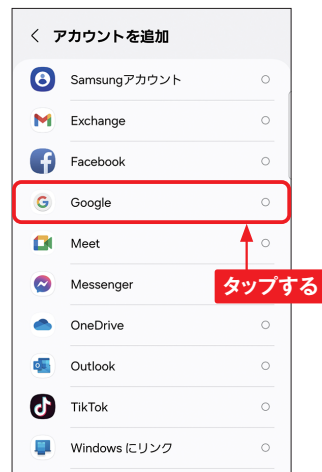 アカウントを追加
Samsungアカウント
Exchange
Facebook
Google
Meet
Messenger
タップする
OneDrive
Outlook
TikTok
Windows にリンク